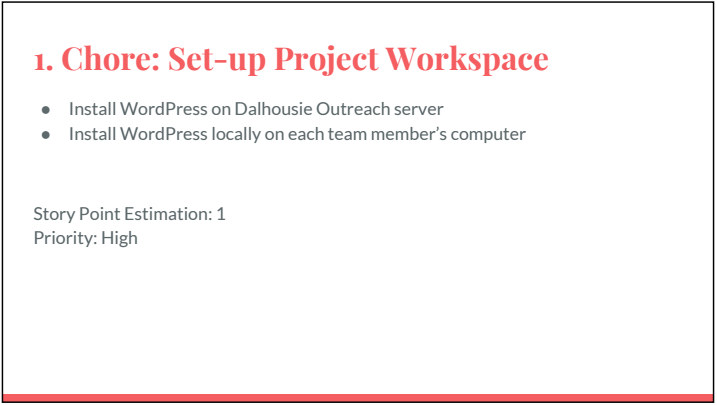 1. Chore: Set-up Project Workspace
● Install WordPress on Dalhousie Outreach server
● Install WordPress locally on each team member’s computer
Story Point Estimation: 1
Priority: High